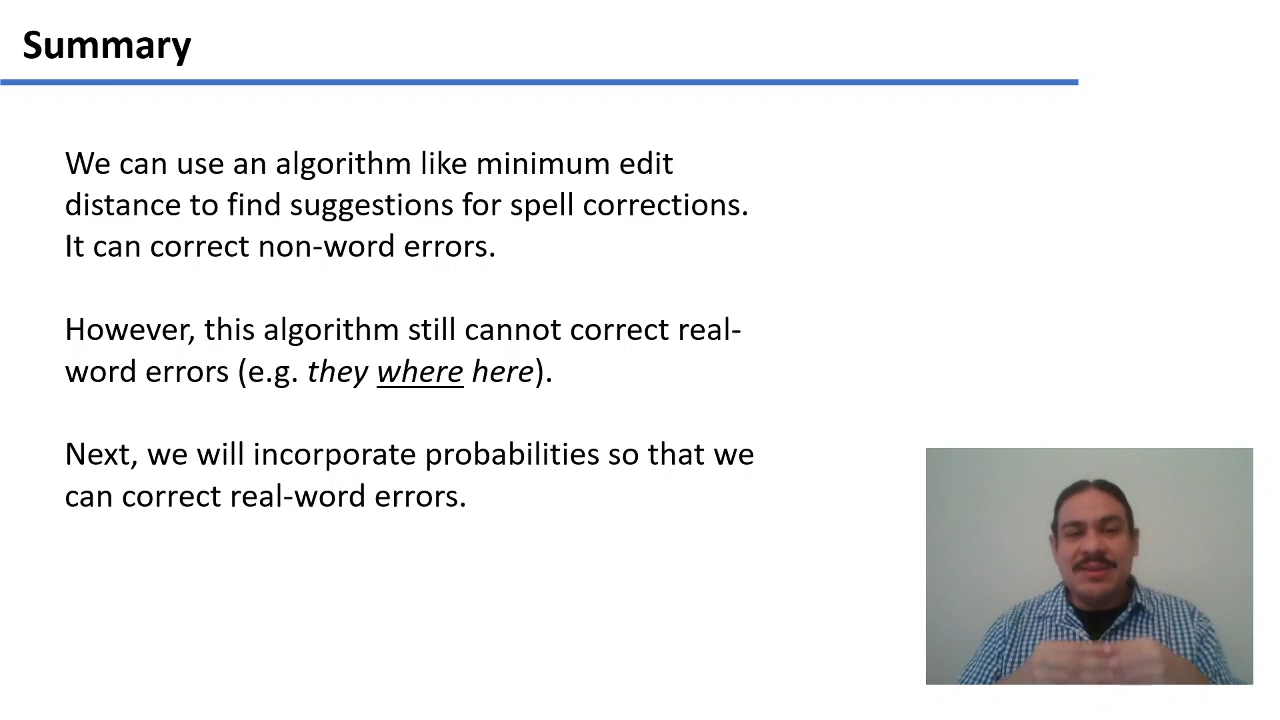 Summary
We can use an algorithm like minimum edit
distance to find suggestions for spell corrections.
It can correct non-word errors.
However, this algorithm still cannot correct real-
word errors (e.g. they where here).
Next, we will incorporate probabilities so that we
can correct real-word errors.